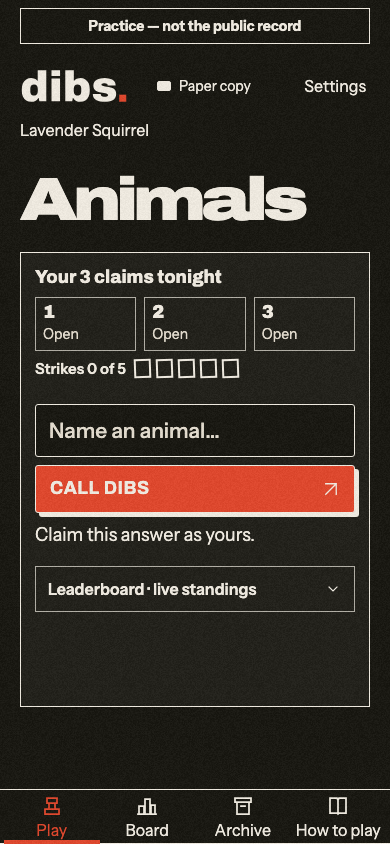 Practice — not the public record
dibs.
Paper copy
Settings
Lavender Squirrel
Animals
Your 3 claims tonight
1
Open
2
Open
3
Open
Strikes 0 of 5
Name an animal...
CALL DIBS
Claim this answer as yours.
Leaderboard · live standings
Play
Board
Archive
How to play